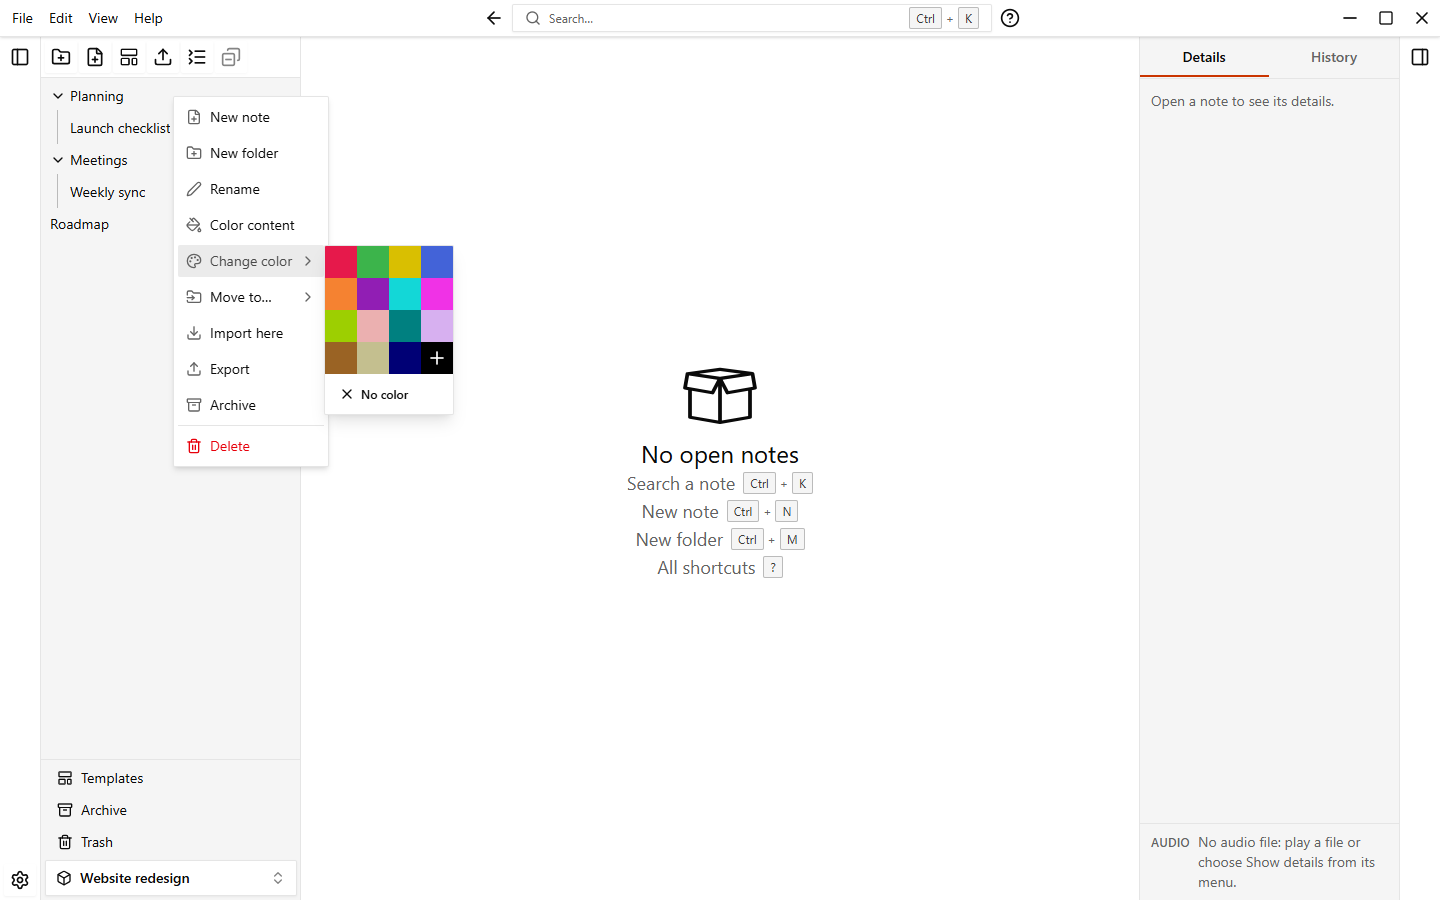 File Edit View Help
Search... Ctrl + K
Details History
Open a note to see its details.
Planning
Launch checklist
Meetings
Weekly sync
Roadmap
New note
New folder
Rename
Color content
Change color
Move to...
Import here
Export
Archive
Delete
No color
No open notes
Search a note Ctrl + K
New note Ctrl + N
New folder Ctrl + M
All shortcuts ?
Templates
Archive
Trash
Website redesign
AUDIO No audio file: play a file or
choose Show details from its
menu.